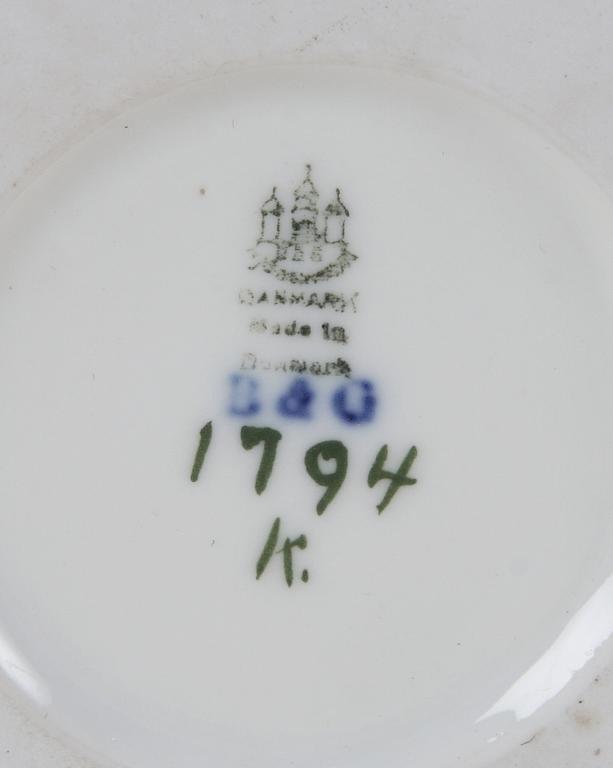 DANMARK
Made in
Denmark
B & G
1794
K.